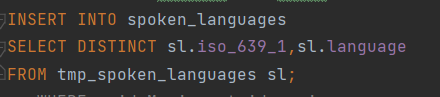 INSERT INTO spoken_languages
SELECT DISTINCT sl.iso_639_1,sl.language
FROM tmp_spoken_languages sl;